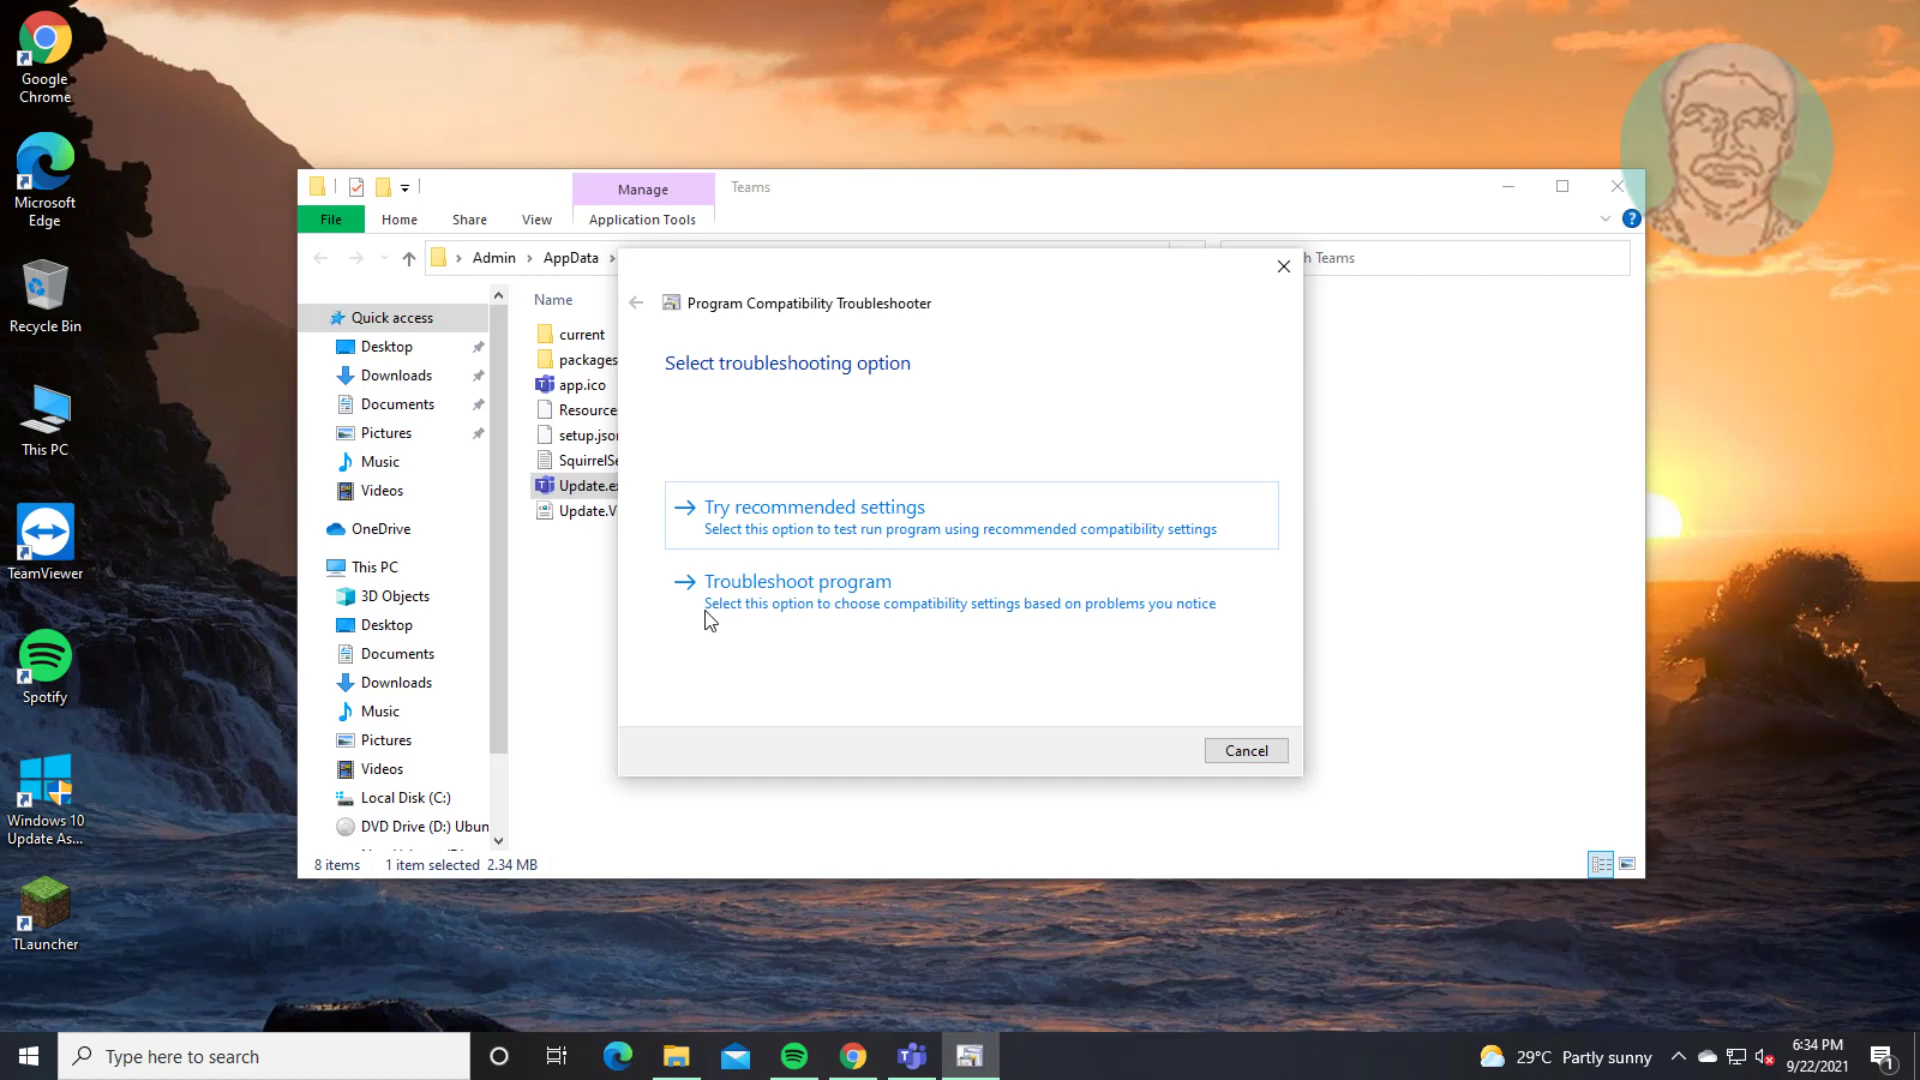 Google
Chrome
Microsoft
Edge
Recycle Bin
This PC
TeamViewer
Spotify
Windows 10
Update As...
TLauncher
Manage
Teams
File
Home
Share
View
Application Tools
Admin
AppData
h Teams
Quick access
Desktop
Downloads
Documents
Pictures
Music
Videos
OneDrive
This PC
3D Objects
Desktop
Documents
Downloads
Music
Pictures
Videos
Local Disk (C:)
DVD Drive (D:) Ubun
Name
current
packages
app.ico
Resource
setup.jso
SquirrelSe
Update.e
Update.V
Program Compatibility Troubleshooter
Select troubleshooting option
Try recommended settings
Select this option to test run program using recommended compatibility settings
Troubleshoot program
Select this option to choose compatibility settings based on problems you notice
Cancel
8 items
1 item selected 2.34 MB
Type here to search
29°C Partly sunny
6:34 PM
9/22/2021
1